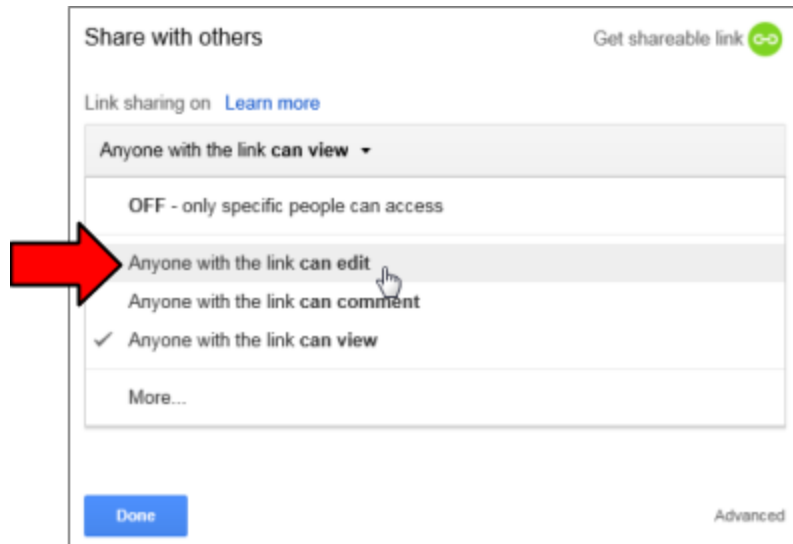 Share with others
Get shareable link
Link sharing on Learn more
Anyone with the link can view
OFF - only specific people can access
Anyone with the link can edit
Anyone with the link can comment
Anyone with the link can view
More...
Done
Advanced